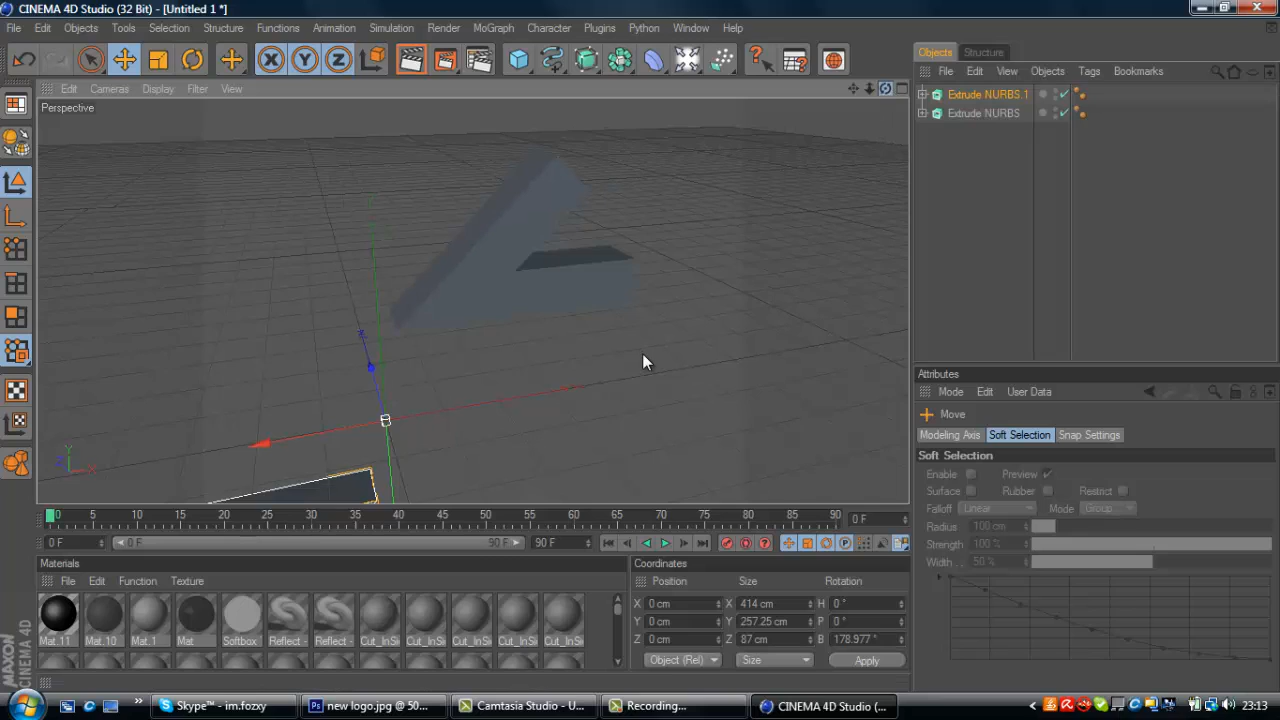 CINEMA 4D Studio (32 Bit) - [Untitled 1 *]
File Edit Objects Tools Selection Structure Functions Animation Simulation Render MoGraph Character Plugins Python Window Help
Edit Cameras Display Filter View
Perspective
Objects Structure
File Edit View Objects Tags Bookmarks
Extrude NURBS.1
Extrude NURBS
Attributes
Mode Edit User Data
Move
Modeling Axis Soft Selection Snap Settings
Soft Selection
Enable Preview
Surface Rubber Restrict
Falloff Linear Mode Group
Radius 100 cm
Strength 100 %
Width . . 50 %
0 5 10 15 20 25 30 35 40 45 50 55 60 65 70 75 80 85 90 0 F
0 F 0 F 90 F 90 F
Materials
File Edit Function Texture
Mat.11 Mat.10 Mat.1 Mat Softbox Reflect - Reflect - Cut_InSi Cut_InSi Cut_InSi Cut_InSi Cut_InSi
Coordinates
Position Size Rotation
X 0 cm X 414 cm H 0 °
Y 0 cm Y 257.25 cm P 0 °
Z 0 cm Z 87 cm B 178.977 °
Object (Rel) Size Apply
MAXON
CINEMA 4D
Skype™ - im.fozxy
new logo.jpg @ 50...
Camtasia Studio - U...
Recording...
CINEMA 4D Studio (...
23:13